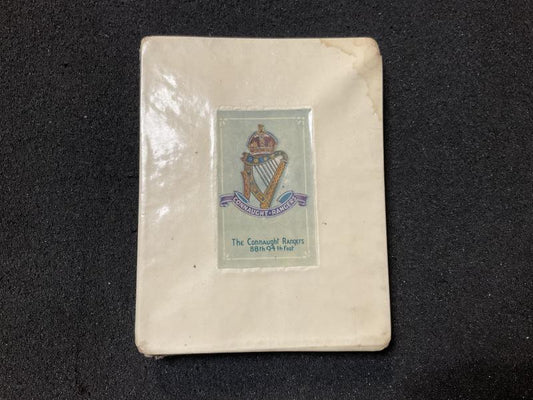 CONNAUGHT·RANGERS
The Connaught Rangers
88th 94th Foot